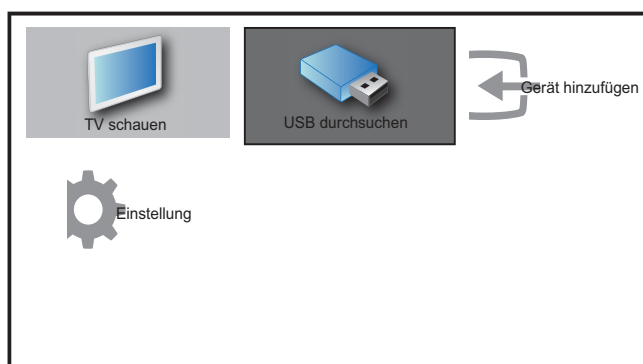 TV schauen
USB durchsuchen
Gerät hinzufügen
Einstellung